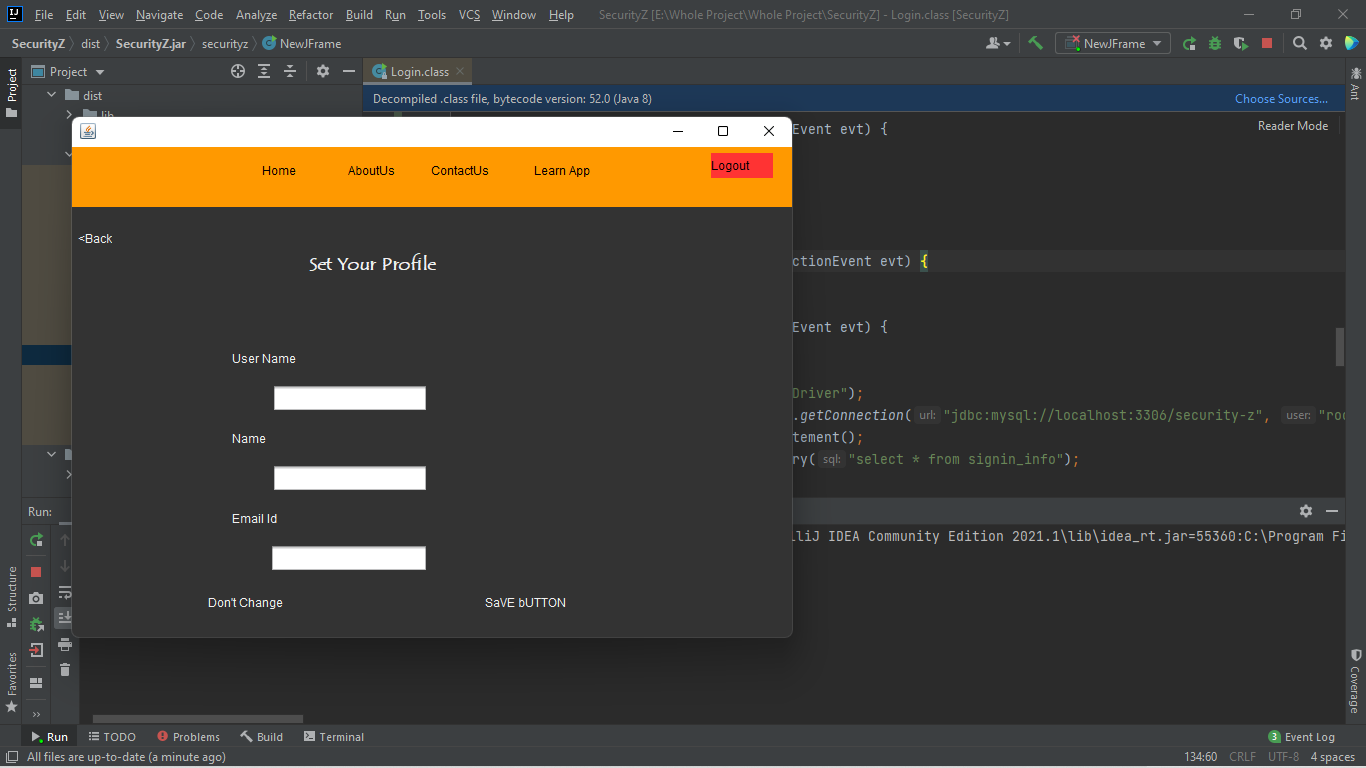 File Edit View Navigate Code Analyze Refactor Build Run Tools VCS Window Help SecurityZ [E:\Whole Project\Whole Project\SecurityZ] - Login.class [SecurityZ]
SecurityZ dist SecurityZ.jar securityz NewJFrame NewJFrame
Project Login.class
dist
Decompiled .class file, bytecode version: 52.0 (Java 8) Choose Sources...
lib
Event evt) {
Reader Mode
Home AboutUs ContactUs Learn App Logout
<Back
Set Your Profile
ctionEvent evt) {
Event evt) {
User Name
Driver");
.getConnection( url: "jdbc:mysql://localhost:3306/security-z", user: "roo
Name
tement();
ry( sql: "select * from signin_info");
Email Id
Run:
lliJ IDEA Community Edition 2021.1\lib\idea_rt.jar=55360:C:\Program Fi
Don't Change SaVE bUTTON
Project
Structure
Favorites
Ant
Coverage
Run TODO Problems Build Terminal 3 Event Log
All files are up-to-date (a minute ago) 134:60 CRLF UTF-8 4 spaces